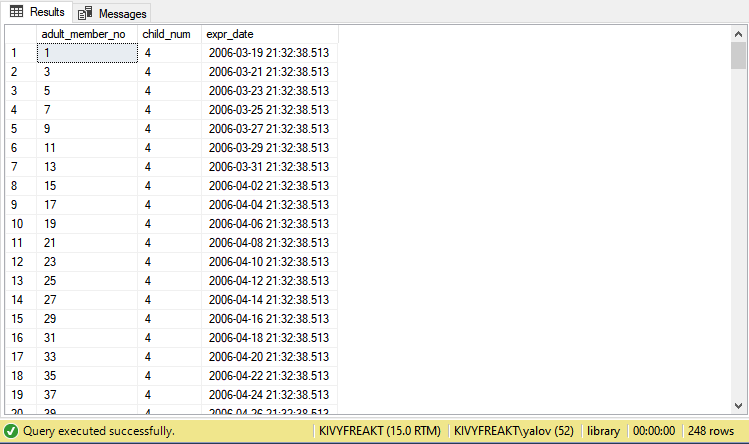 Results Messages
adult_member_no child_num expr_date
1 1 4 2006-03-19 21:32:38.513
2 3 4 2006-03-21 21:32:38.513
3 5 4 2006-03-23 21:32:38.513
4 7 4 2006-03-25 21:32:38.513
5 9 4 2006-03-27 21:32:38.513
6 11 4 2006-03-29 21:32:38.513
7 13 4 2006-03-31 21:32:38.513
8 15 4 2006-04-02 21:32:38.513
9 17 4 2006-04-04 21:32:38.513
10 19 4 2006-04-06 21:32:38.513
11 21 4 2006-04-08 21:32:38.513
12 23 4 2006-04-10 21:32:38.513
13 25 4 2006-04-12 21:32:38.513
14 27 4 2006-04-14 21:32:38.513
15 29 4 2006-04-16 21:32:38.513
16 31 4 2006-04-18 21:32:38.513
17 33 4 2006-04-20 21:32:38.513
18 35 4 2006-04-22 21:32:38.513
19 37 4 2006-04-24 21:32:38.513
20 39 4 2006-04-26 21:32:38.513
Query executed successfully. KIVYFREAKT (15.0 RTM) KIVYFREAKT\yalov (52) library 00:00:00 248 rows